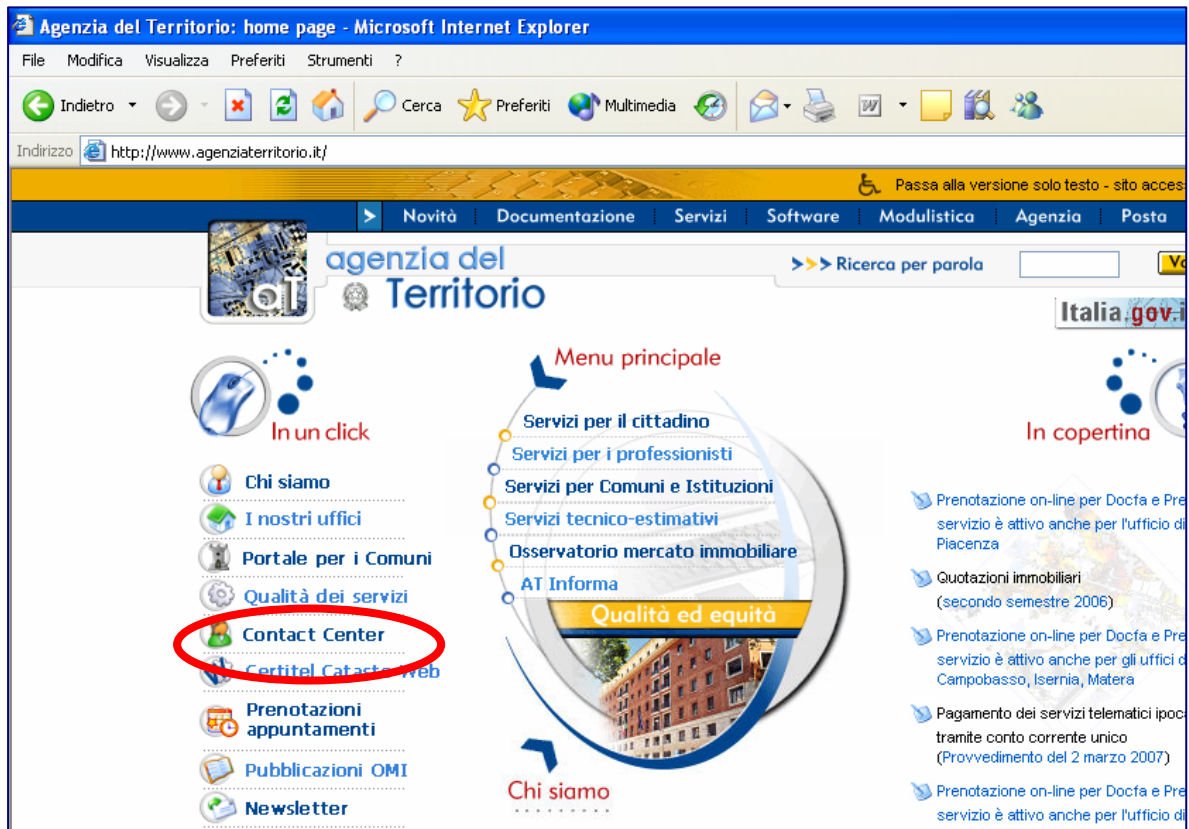 Agenzia del Territorio: home page - Microsoft Internet Explorer
File Modifica Visualizza Preferiti Strumenti ?
Indietro Cerca Preferiti Multimedia
Indirizzo http://www.agenziaterritorio.it/
Passa alla versione solo testo - sito acces
> Novità Documentazione Servizi Software Modulistica Agenzia Posta
aT
agenzia del
Territorio
>>> Ricerca per parola
Italia.gov.i
In un click
Chi siamo
I nostri uffici
Portale per i Comuni
Qualità dei servizi
Contact Center
Certitel Catasto Web
Prenotazioni
appuntamenti
Pubblicazioni OMI
Newsletter
Menu principale
Servizi per il cittadino
Servizi per i professionisti
Servizi per Comuni e Istituzioni
Servizi tecnico-estimativi
Osservatorio mercato immobiliare
AT Informa
Qualità ed equità
Chi siamo
In copertina
Prenotazione on-line per Docfa e Pre
servizio è attivo anche per l'ufficio di
Piacenza
Quotazioni immobiliari
(secondo semestre 2006)
Prenotazione on-line per Docfa e Pre
servizio è attivo anche per gli uffici d
Campobasso, Isernia, Matera
Pagamento dei servizi telematici ipoc
tramite conto corrente unico
(Provvedimento del 2 marzo 2007)
Prenotazione on-line per Docfa e Pre
servizio è attivo anche per l'ufficio di